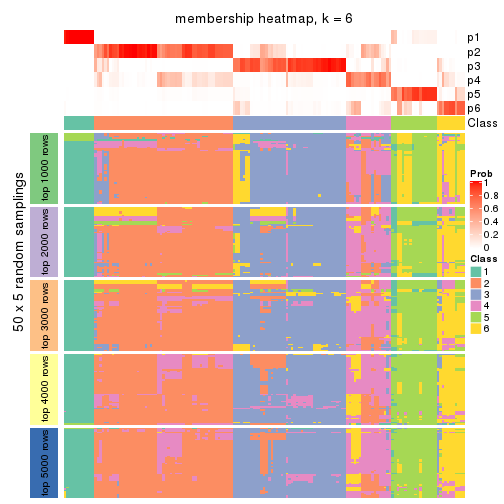 membership heatmap, k = 6
p1
p2
p3
p4
p5
p6
Class
50 x 5 random samplings
top 1000 rows
top 2000 rows
top 3000 rows
top 4000 rows
top 5000 rows
Prob
1
0.8
0.6
0.4
0.2
0
Class
1
2
3
4
5
6